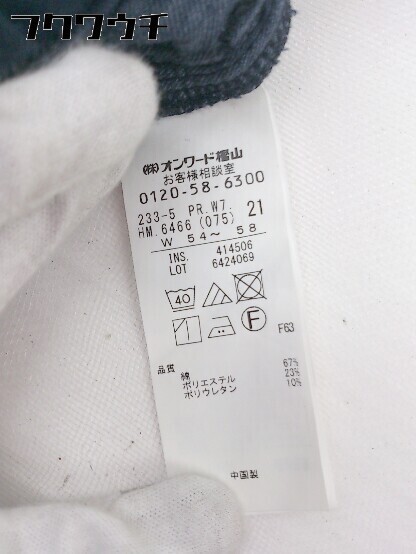 フクワウチ
㈱オンワード樫山
お客様相談室
0120-58-6300
233-5 PR.W7. 21
HM.6466 (075)
W 54~58
INS. 414506
LOT 6424069
40
F
F63
品質
綿 67%
ポリエステル 23%
ポリウレタン 10%
中国製